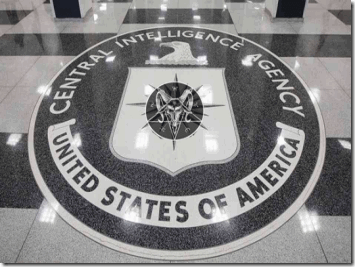 CENTRAL INTELLIGENCE AGENCY
UNITED STATES OF AMERICA